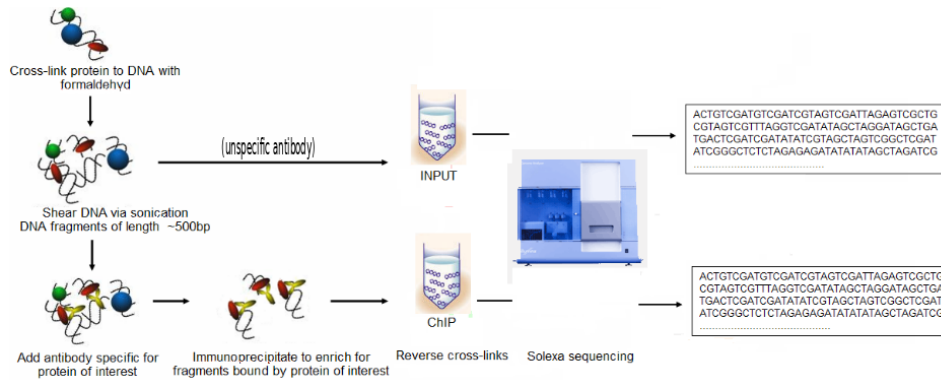 Cross-link protein to DNA with
formaldehyd
(unspecific antibody)
INPUT
ACTGTCGATGTCGATCGTAGTCGATTAGAGTCGCTG
CGTAGTCGTTTAGGTCGATATAGCTAGGATAGCTGA
TGACTCGATCGATATATCGTAGCTAGTCGGCTCGAT
ATCGGGCTCTCTAGAGAGATATATATAGCTAGATCG
Shear DNA via sonication
DNA fragments of length ~500bp
ChIP
ACTGTCGATGTCGATCGTAGTCGATTAGAGTCGCTG
CGTAGTCGTTTAGGTCGATATAGCTAGGATAGCTGA
TGACTCGATCGATATATCGTAGCTAGTCGGCTCGAT
ATCGGGCTCTCTAGAGAGATATATATAGCTAGATCG
Add antibody specific for
protein of interest
Immunoprecipitate to enrich for
fragments bound by protein of interest
Reverse cross-links
Solexa sequencing